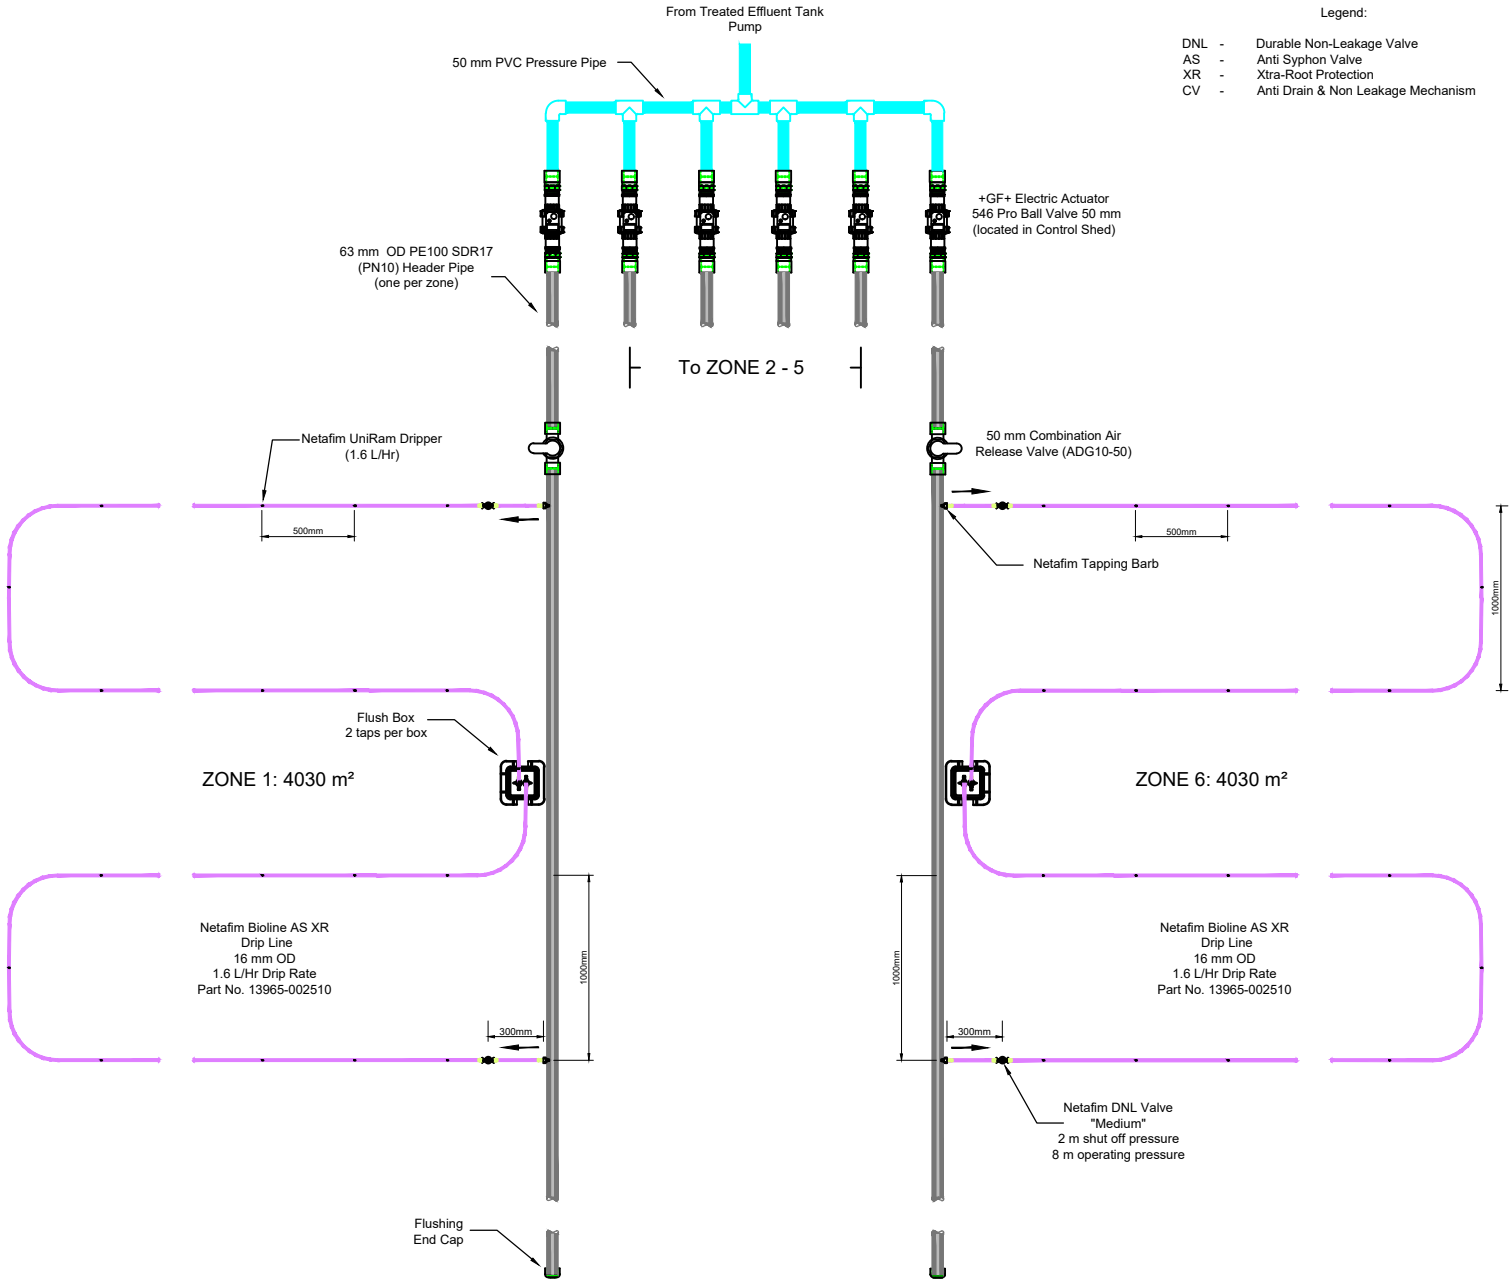 From Treated Effluent Tank
Pump
Legend:
DNL - Durable Non-Leakage Valve
AS - Anti Syphon Valve
XR - Xtra-Root Protection
CV - Anti Drain & Non Leakage Mechanism
50 mm PVC Pressure Pipe
+GF+ Electric Actuator
546 Pro Ball Valve 50 mm
(located in Control Shed)
63 mm OD PE100 SDR17
(PN10) Header Pipe
(one per zone)
To ZONE 2 - 5
Netafim UniRam Dripper
(1.6 L/Hr)
50 mm Combination Air
Release Valve (ADG10-50)
500mm
500mm
Netafim Tapping Barb
1000mm
Flush Box
2 taps per box
ZONE 1: 4030 m²
ZONE 6: 4030 m²
Netafim Bioline AS XR
Drip Line
16 mm OD
1.6 L/Hr Drip Rate
Part No. 13965-002510
1000mm
1000mm
Netafim Bioline AS XR
Drip Line
16 mm OD
1.6 L/Hr Drip Rate
Part No. 13965-002510
300mm
300mm
Netafim DNL Valve
"Medium"
2 m shut off pressure
8 m operating pressure
Flushing
End Cap